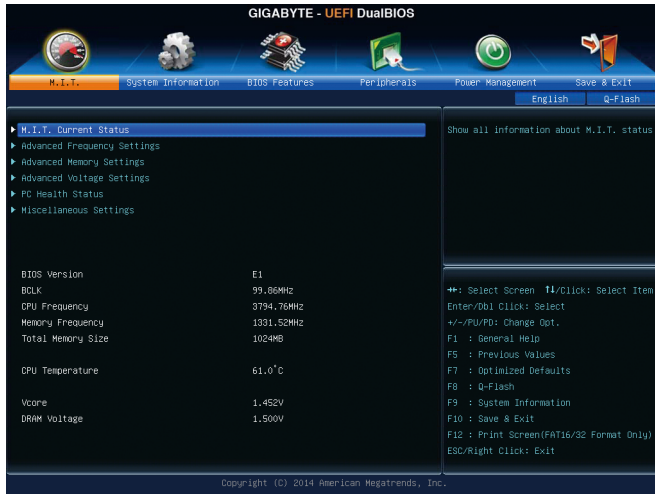 GIGABYTE - UEFI DualBIOS
M.I.T.
System Information
BIOS Features
Peripherals
Power Management
Save & Exit
English
Q-Flash
M.I.T. Current Status
Advanced Frequency Settings
Advanced Memory Settings
Advanced Voltage Settings
PC Health Status
Miscellaneous Settings
BIOS Version E1
BCLK 99.86MHz
CPU Frequency 3794.76MHz
Memory Frequency 1331.52MHz
Total Memory Size 1024MB
CPU Temperature 61.0°C
Vcore 1.452V
DRAM Voltage 1.500V
Show all information about M.I.T. status
→←: Select Screen ↑↓/Click: Select Item
Enter/Dbl Click: Select
+/-/PU/PD: Change Opt.
F1 : General Help
F5 : Previous Values
F7 : Optimized Defaults
F8 : Q-Flash
F9 : System Information
F10 : Save & Exit
F12 : Print Screen(FAT16/32 Format Only)
ESC/Right Click: Exit
Copyright (C) 2014 American Megatrends, Inc.